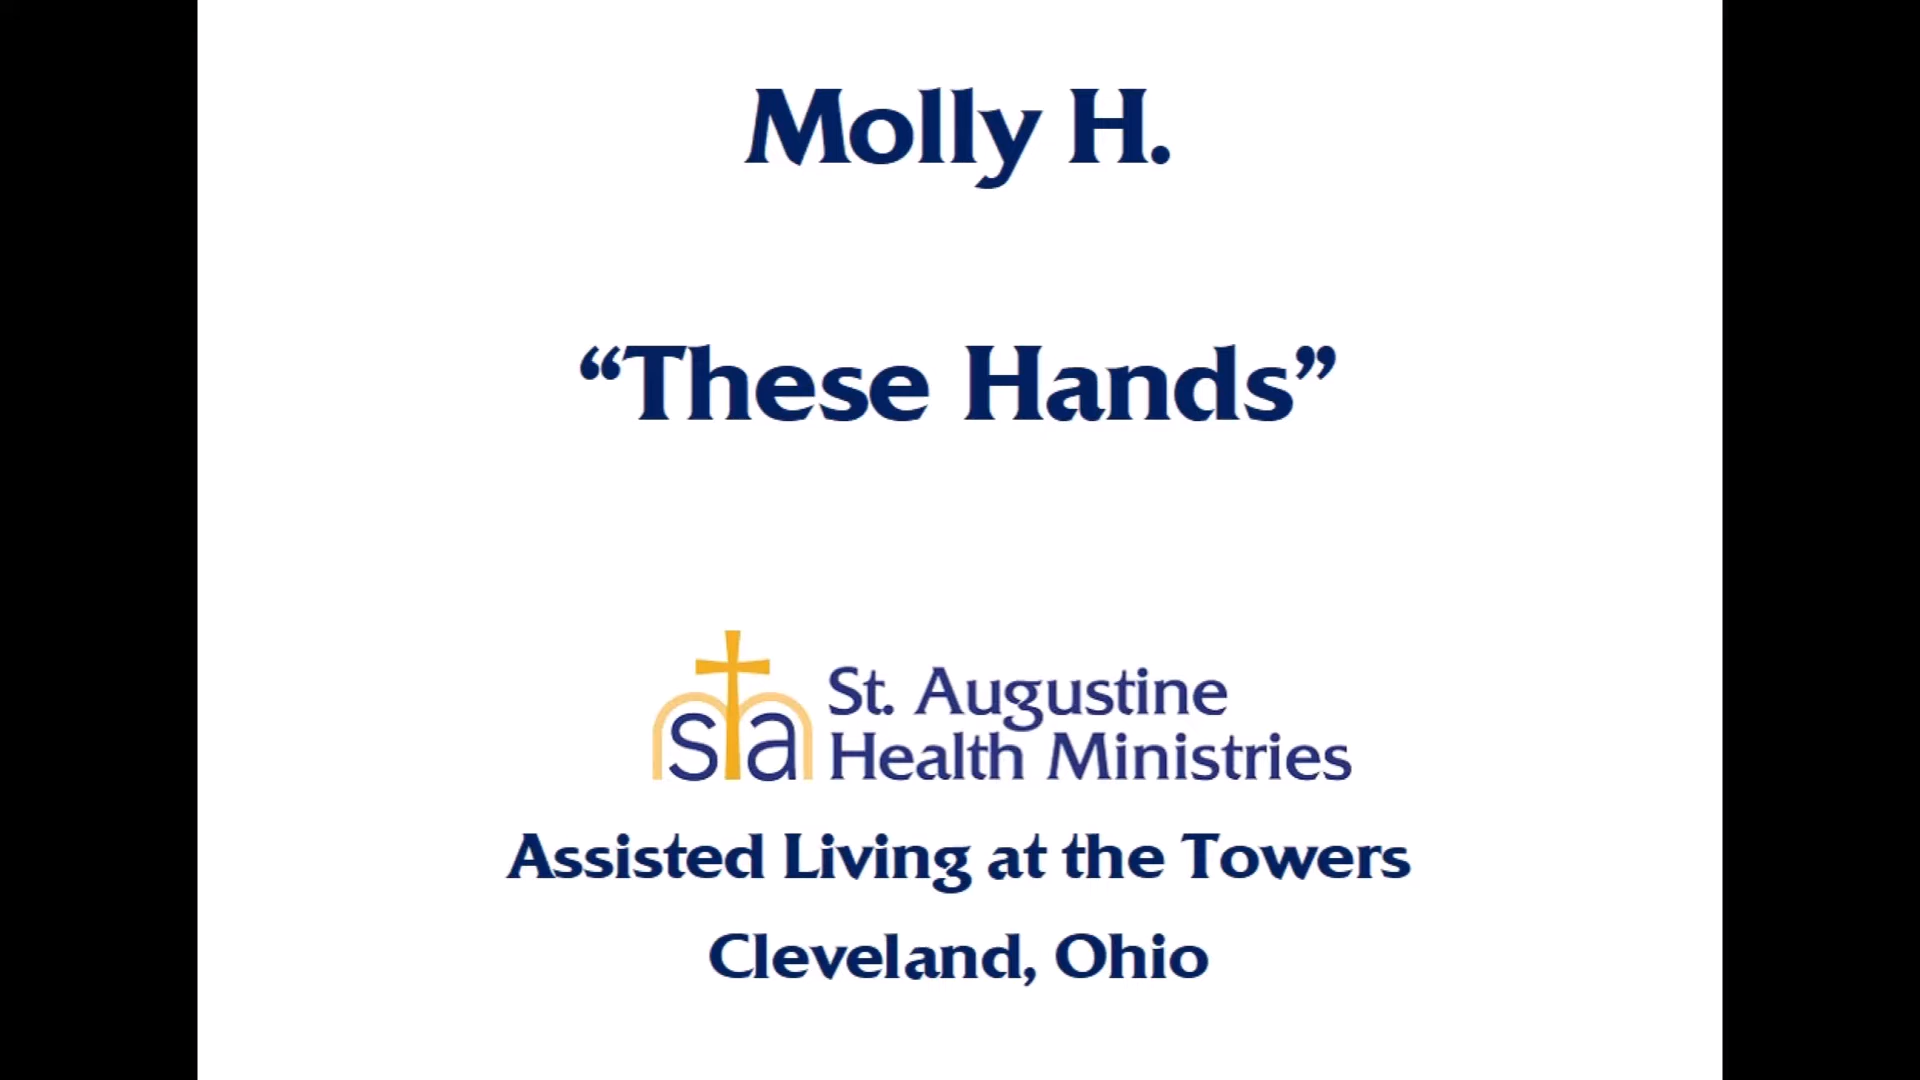 Molly H.
“These Hands”
sta
St. Augustine
Health Ministries
Assisted Living at the Towers
Cleveland, Ohio